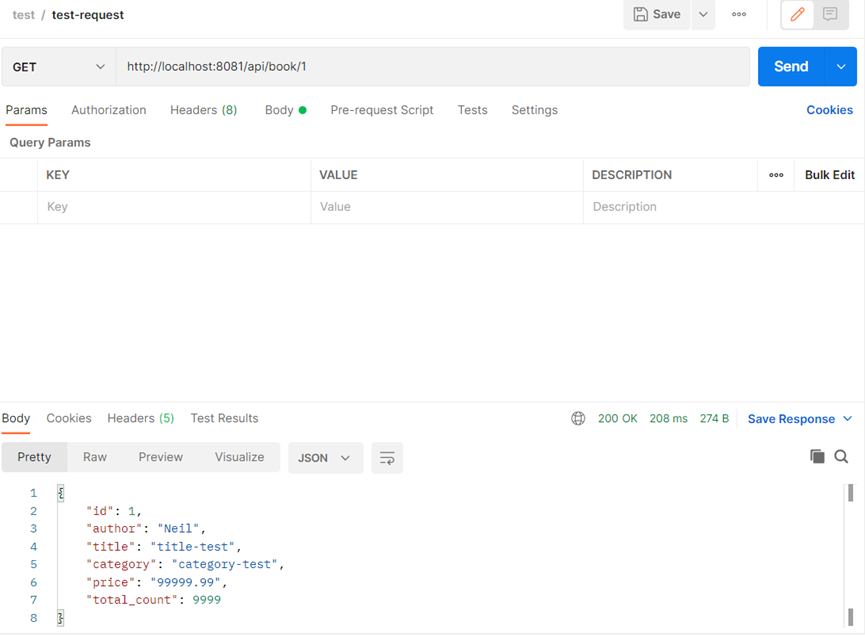 test / test-request
Save
GET http://localhost:8081/api/book/1 Send
Params Authorization Headers (8) Body Pre-request Script Tests Settings Cookies
Query Params
KEY VALUE DESCRIPTION Bulk Edit
Key Value Description
Body Cookies Headers (5) Test Results 200 OK 208 ms 274 B Save Response
Pretty Raw Preview Visualize JSON
1 {
2 "id": 1,
3 "author": "Neil",
4 "title": "title-test",
5 "category": "category-test",
6 "price": "99999.99",
7 "total_count": 9999
8 }